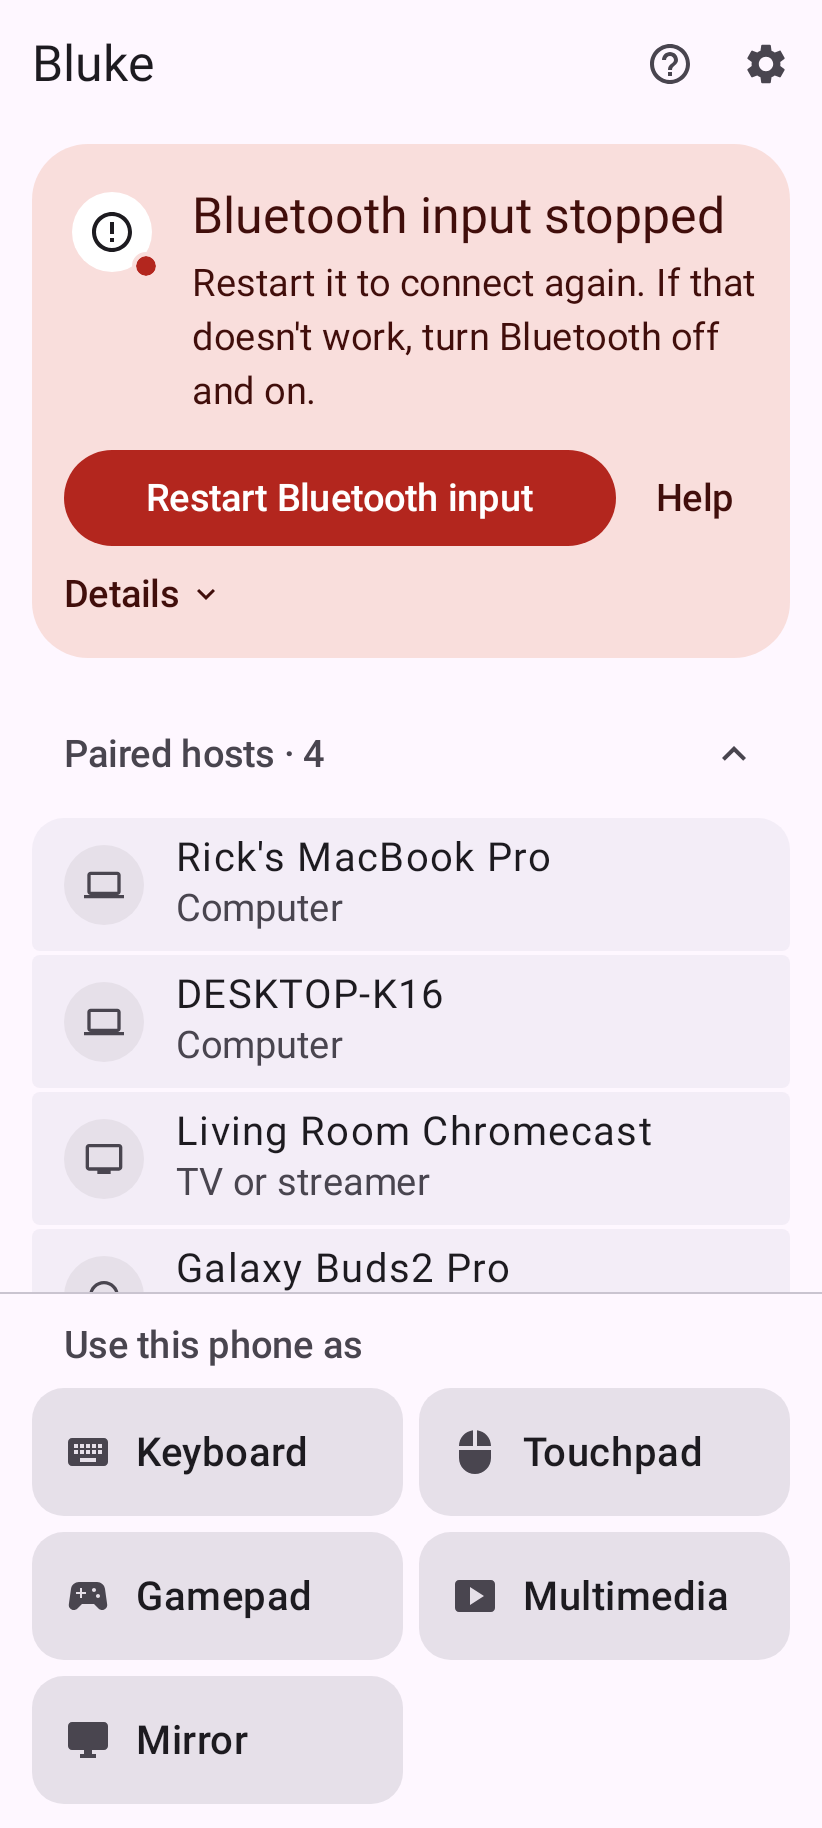 Bluke
Bluetooth input stopped
Restart it to connect again. If that
doesn't work, turn Bluetooth off
and on.
Restart Bluetooth input
Help
Details
Paired hosts · 4
Rick's MacBook Pro
Computer
DESKTOP-K16
Computer
Living Room Chromecast
TV or streamer
Galaxy Buds2 Pro
Use this phone as
Keyboard
Touchpad
Gamepad
Multimedia
Mirror